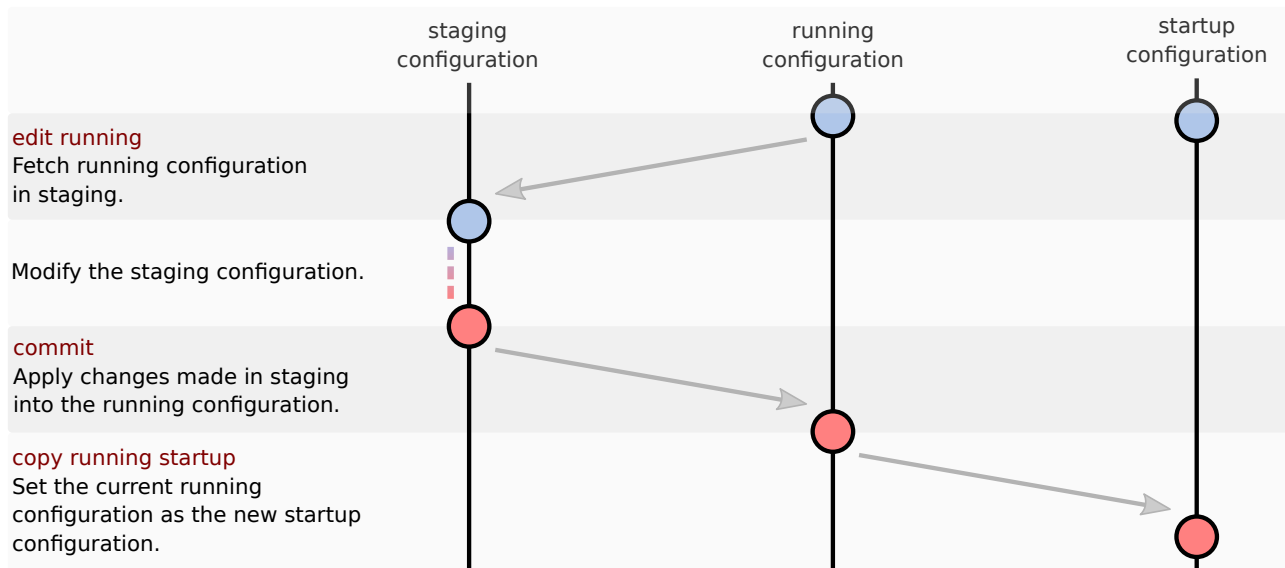 staging
configuration
running
configuration
startup
configuration
edit running
Fetch running configuration
in staging.
Modify the staging configuration.
commit
Apply changes made in staging
into the running configuration.
copy running startup
Set the current running
configuration as the new startup
configuration.